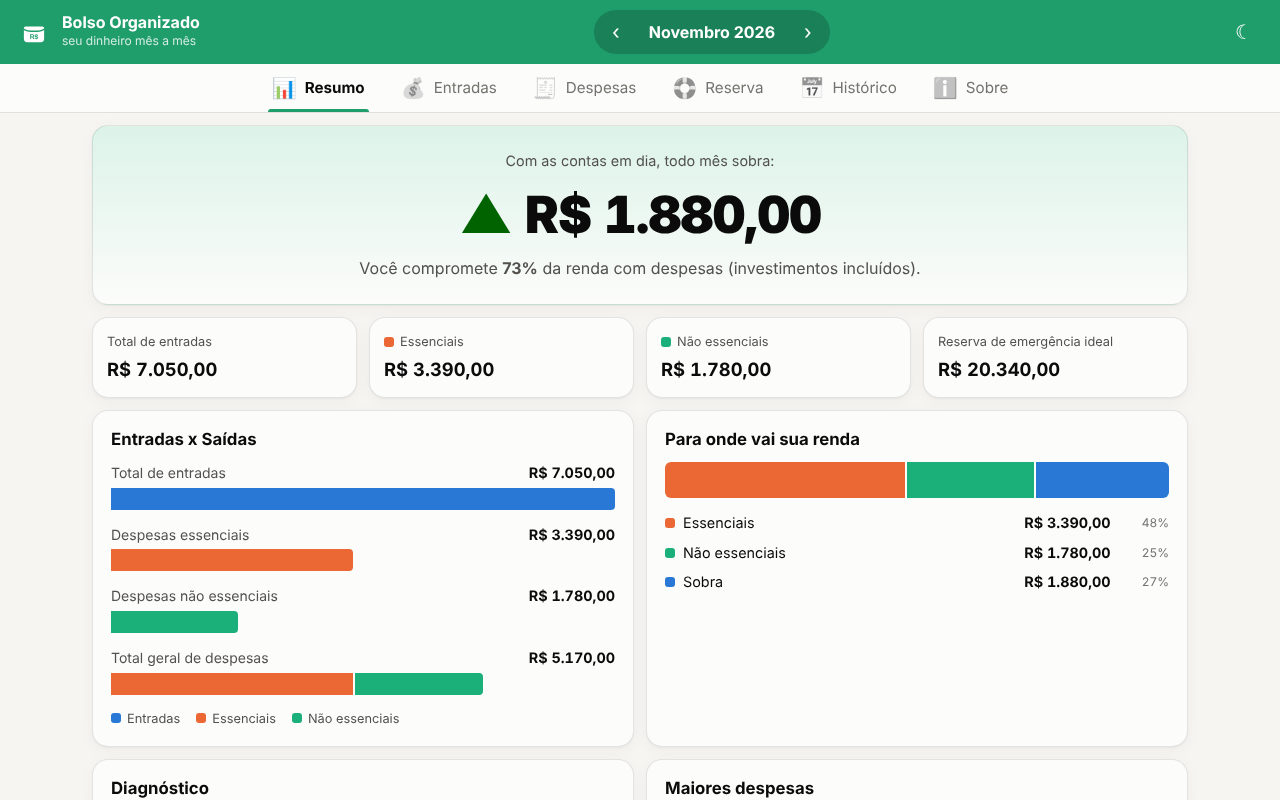 Bolso Organizado
seu dinheiro mês a mês
R$
‹ Novembro 2026 ›
Resumo
Entradas
Despesas
Reserva
Histórico
Sobre
Com as contas em dia, todo mês sobra:
R$ 1.880,00
Você compromete 73% da renda com despesas (investimentos incluídos).
Total de entradas
R$ 7.050,00
Essenciais
R$ 3.390,00
Não essenciais
R$ 1.780,00
Reserva de emergência ideal
R$ 20.340,00
Entradas x Saídas
Total de entradas R$ 7.050,00
Despesas essenciais R$ 3.390,00
Despesas não essenciais R$ 1.780,00
Total geral de despesas R$ 5.170,00
Entradas Essenciais Não essenciais
Para onde vai sua renda
Essenciais R$ 3.390,00 48%
Não essenciais R$ 1.780,00 25%
Sobra R$ 1.880,00 27%
Diagnóstico
Maiores despesas